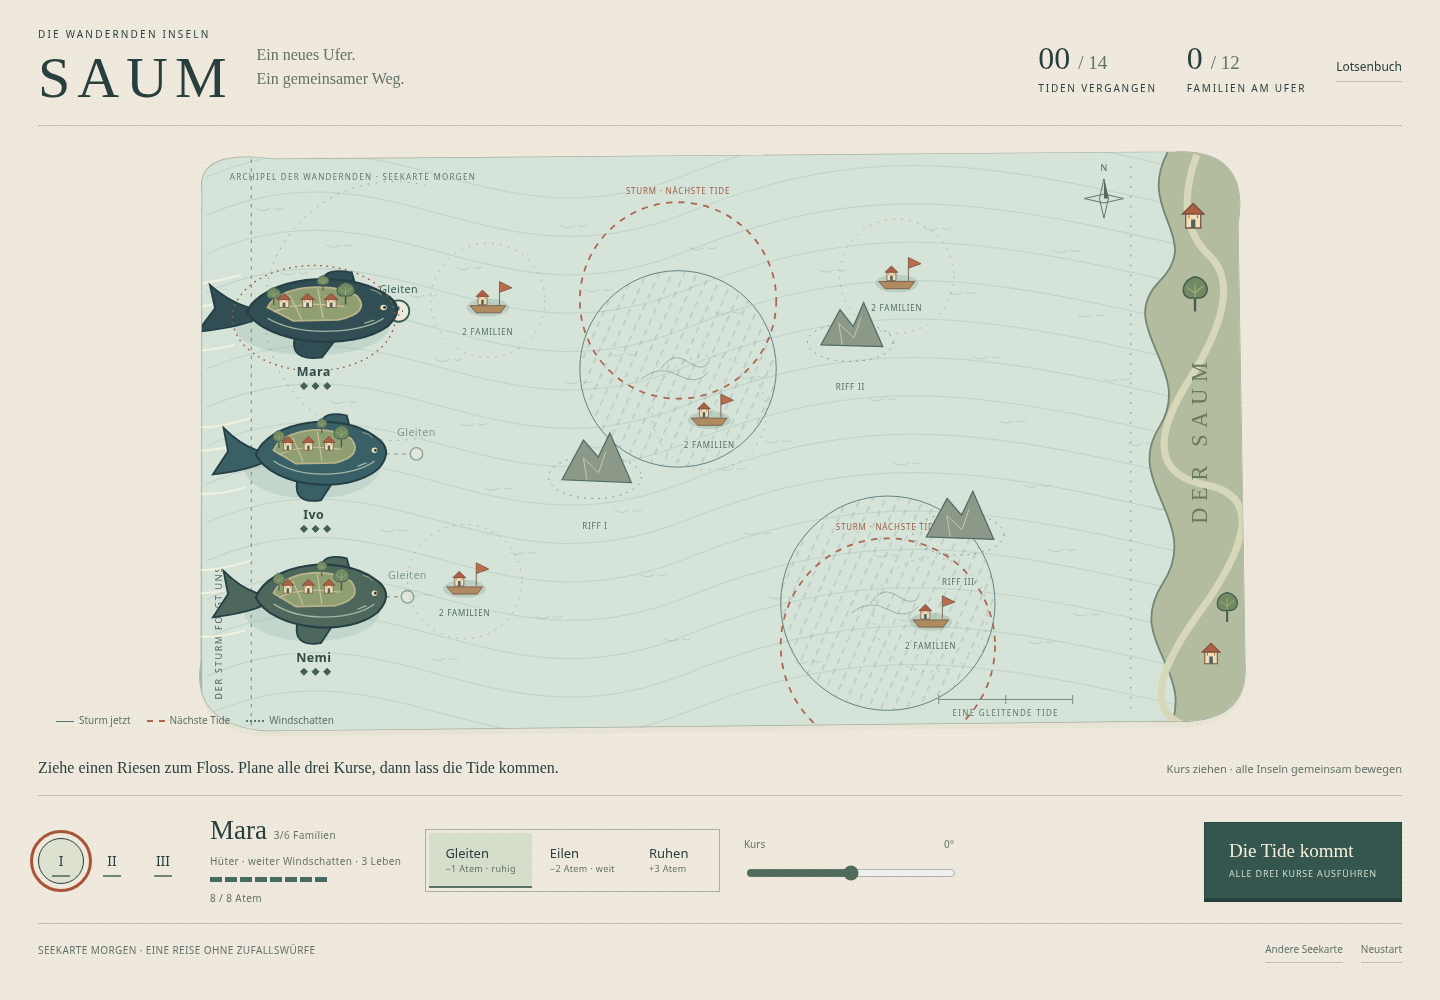 DIE WANDERNDEN INSELN
SAUM
Ein neues Ufer.
Ein gemeinsamer Weg.
00 / 14
TIDEN VERGANGEN
0 / 12
FAMILIEN AM UFER
Lotsenbuch
ARCHIPEL DER WANDERNDEN · SEEKARTE MORGEN
STURM · NÄCHSTE TIDE
N
Gleiten
2 FAMILIEN
2 FAMILIEN
Mara
RIFF II
Gleiten
2 FAMILIEN
DER SAUM
Ivo
RIFF I
STURM · NÄCHSTE TIDE
Gleiten
RIFF III
2 FAMILIEN
2 FAMILIEN
Nemi
DER STURM FOLGT UNS
EINE GLEITENDE TIDE
Sturm jetzt
Nächste Tide
Windschatten
Ziehe einen Riesen zum Floss. Plane alle drei Kurse, dann lass die Tide kommen.
Kurs ziehen · alle Inseln gemeinsam bewegen
I
II
III
Mara 3/6 Familien
Hüter · weiter Windschatten · 3 Leben
8 / 8 Atem
Gleiten
−1 Atem · ruhig
Eilen
−2 Atem · weit
Ruhen
+3 Atem
Kurs
0°
Die Tide kommt
ALLE DREI KURSE AUSFÜHREN
SEEKARTE MORGEN · EINE REISE OHNE ZUFALLSWÜRFE
Andere Seekarte
Neustart